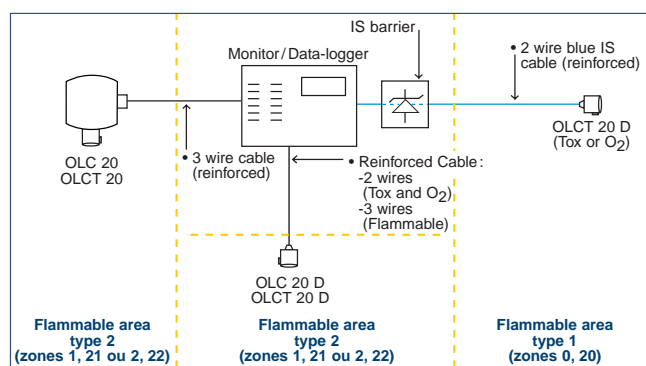 IS barrier
Monitor/Data-logger
• 2 wire blue IS
cable (reinforced)
OLC 20
OLCT 20
• 3 wire cable
(reinforced)
• Reinforced Cable :
-2 wires
(Tox and O₂)
-3 wires
(Flammable)
OLCT 20 D
(Tox or O₂)
OLC 20 D
OLCT 20 D
Flammable area
type 2
(zones 1, 21 ou 2, 22)
Flammable area
type 2
(zones 1, 21 ou 2, 22)
Flammable area
type 1
(zones 0, 20)